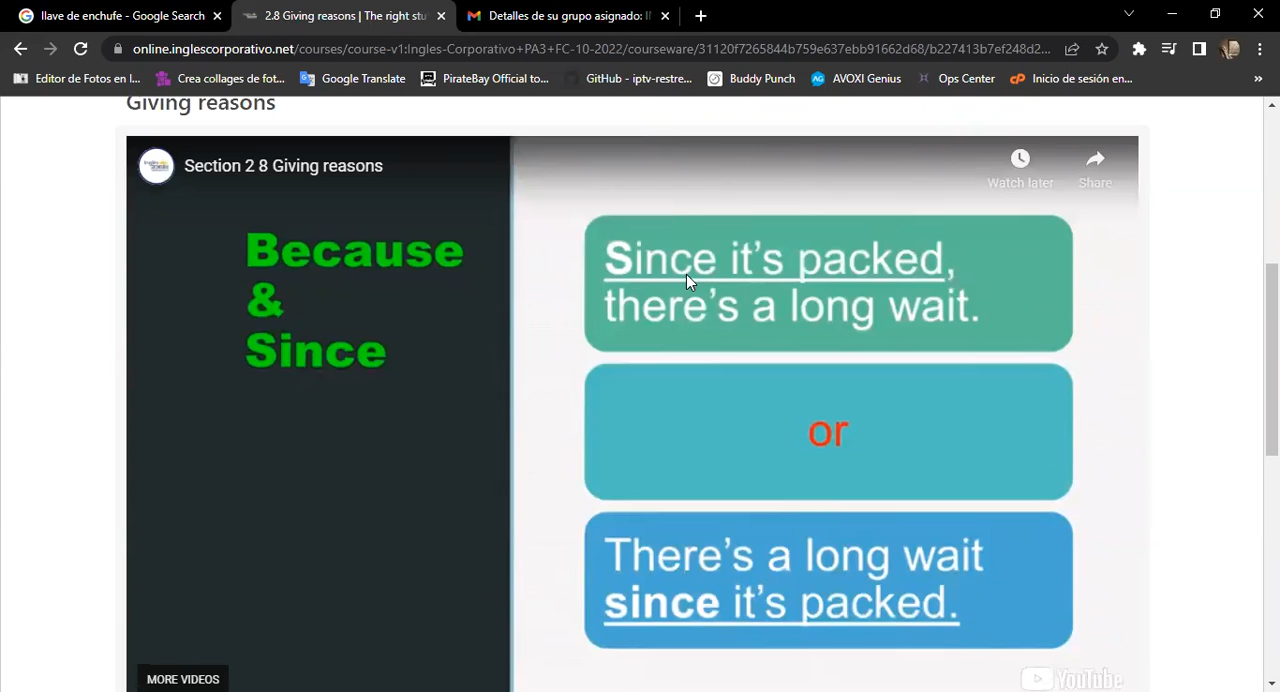 llave de enchufe - Google Search
2.8 Giving reasons | The right stu
Detalles de su grupo asignado: I
online.inglescorporativo.net/courses/course-v1:Ingles-Corporativo+PA3+FC-10-2022/courseware/31120f7265844b759e637ebb91662d68/b227413b7ef248d2...
Editor de Fotos en l...
Crea collages de fot...
Google Translate
PirateBay Official to...
GitHub - iptv-restre...
Buddy Punch
AVOXI Genius
Ops Center
Inicio de sesión en...
Giving reasons
Section 2 8 Giving reasons
Watch later
Share
Because
&
Since
Since it's packed,
there's a long wait.
or
There's a long wait
since it's packed.
MORE VIDEOS
YouTube